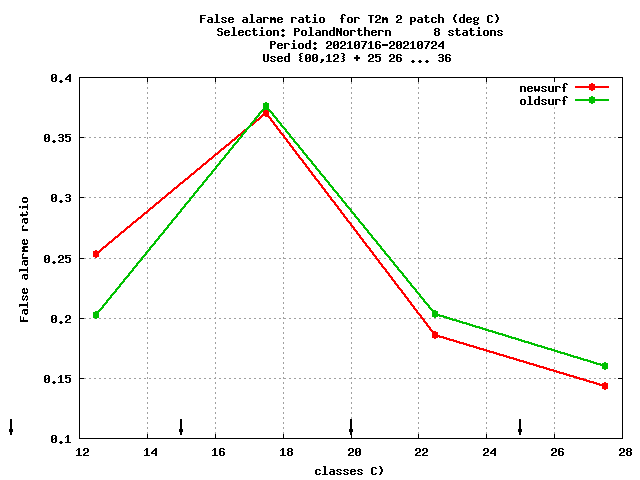 False alarme ratio  for T2m 2 patch (deg C)
Selection: PolandNorthern      8 stations
Period: 20210716-20210724
Used {00,12} + 25 26 ... 36
newsurf
oldsurf
0.4
0.35
0.3
0.25
0.2
0.15
0.1
False alarme ratio
12 14 16 18 20 22 24 26 28
classes C)